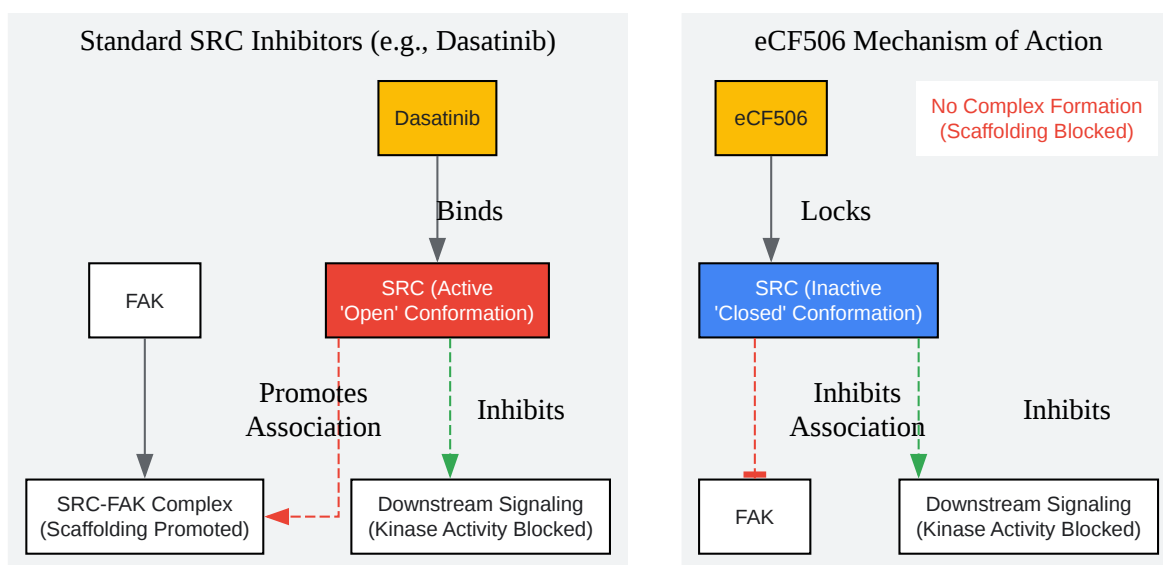 Standard SRC Inhibitors (e.g., Dasatinib)
Dasatinib
Binds
FAK
SRC (Active
'Open' Conformation)
Promotes
Association
Inhibits
SRC-FAK Complex
(Scaffolding Promoted)
Downstream Signaling
(Kinase Activity Blocked)
eCF506 Mechanism of Action
eCF506
No Complex Formation
(Scaffolding Blocked)
Locks
SRC (Inactive
'Closed' Conformation)
Inhibits
Association
Inhibits
FAK
Downstream Signaling
(Kinase Activity Blocked)